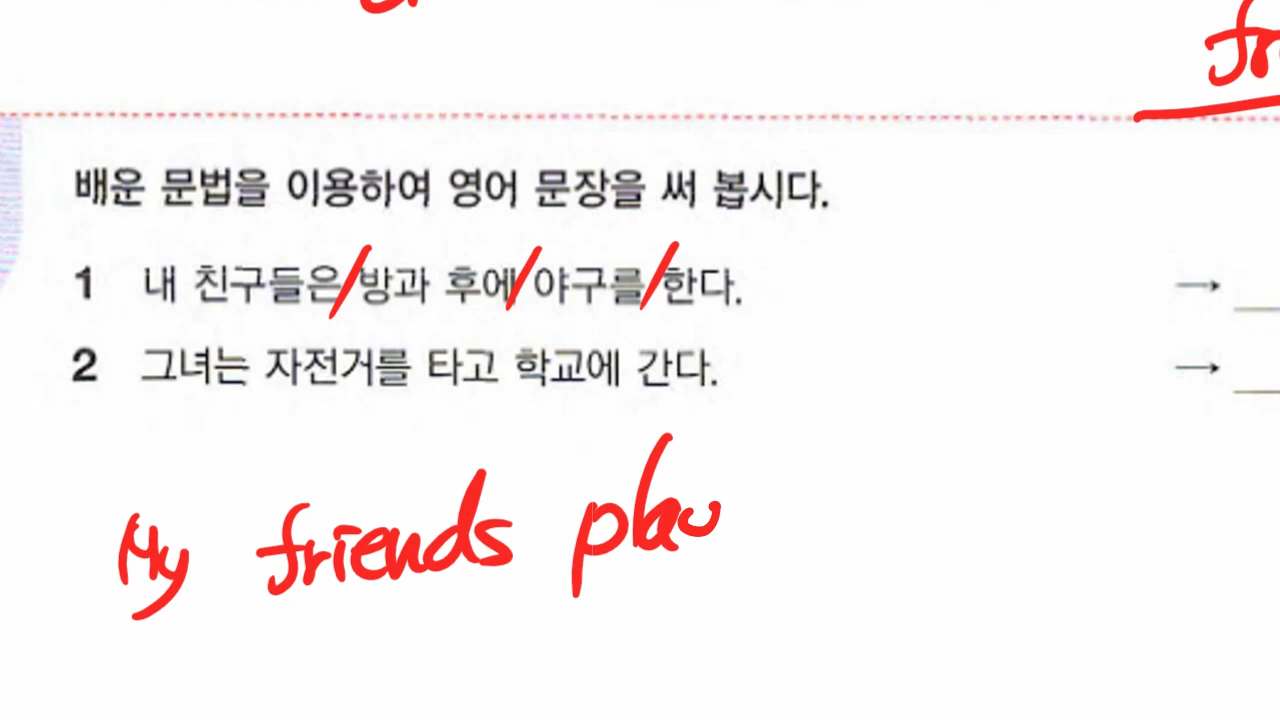 배운 문법을 이용하여 영어 문장을 써 봅시다.
1 내 친구들은/방과 후에/야구를/한다. →
2 그녀는 자전거를 타고 학교에 간다. →
My friends